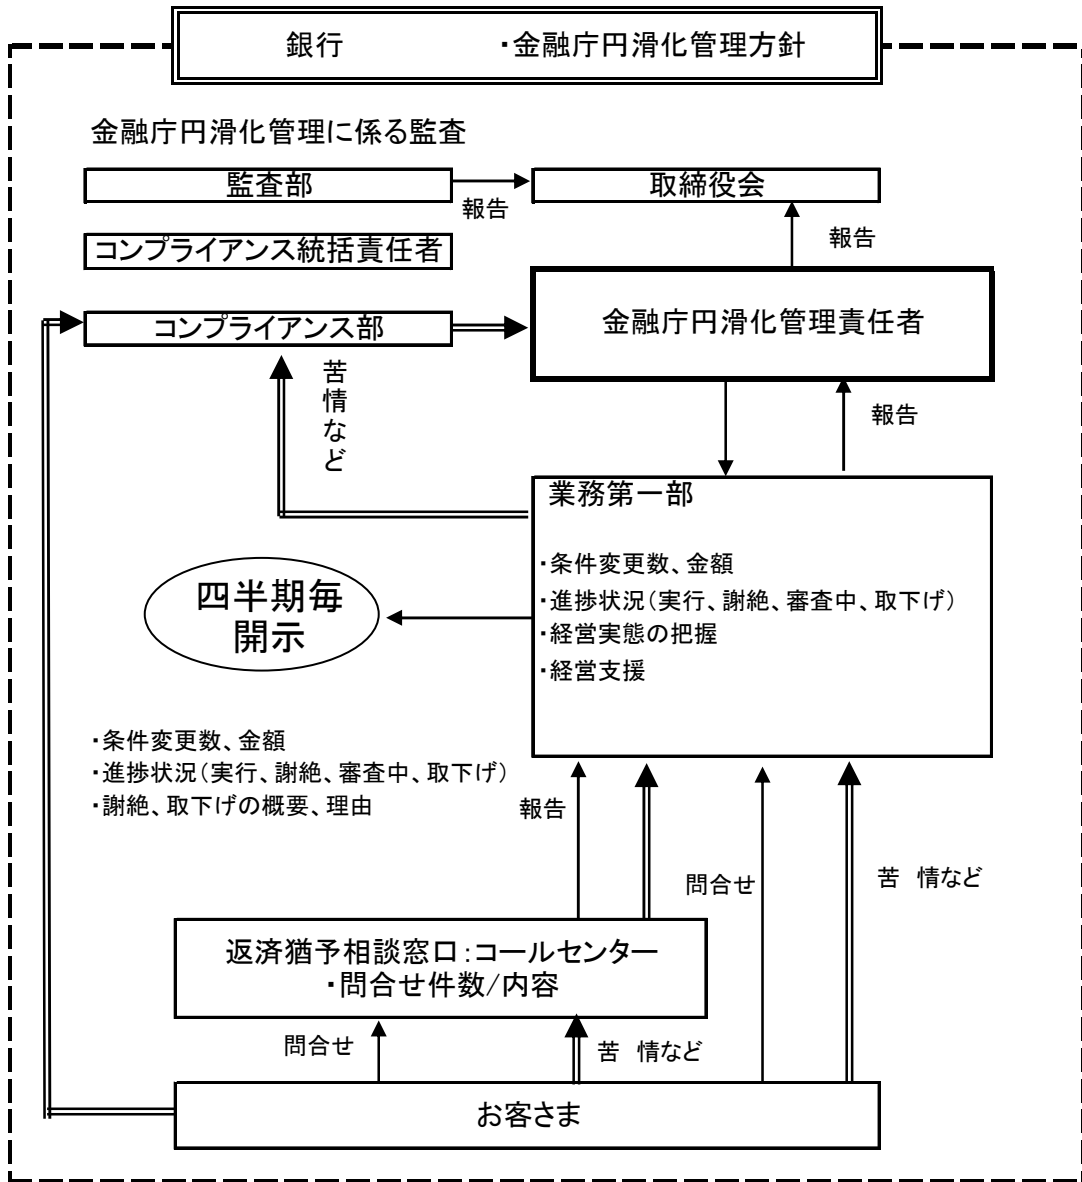 銀行 ・金融庁円滑化管理方針
金融庁円滑化管理に係る監査
監査部
報告
取締役会
コンプライアンス統括責任者
報告
コンプライアンス部
金融庁円滑化管理責任者
苦情など
報告
業務第一部
・条件変更数、金額
・進捗状況(実行、謝絶、審査中、取下げ)
・経営実態の把握
・経営支援
四半期毎
開示
・条件変更数、金額
・進捗状況(実行、謝絶、審査中、取下げ)
・謝絶、取下げの概要、理由
報告
問合せ
苦 情など
返済猶予相談窓口:コールセンター
・問合せ件数/内容
問合せ
苦 情など
お客さま